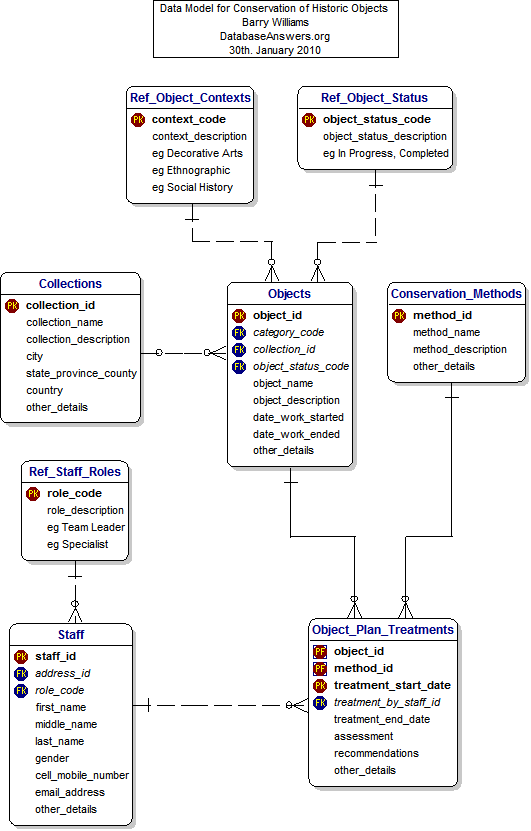 Data Model for Conservation of Historic Objects
Barry Williams
DatabaseAnswers.org
30th. January 2010
Ref_Object_Contexts
PK context_code
context_description
eg Decorative Arts
eg Ethnographic
eg Social History
Ref_Object_Status
PK object_status_code
object_status_description
eg In Progress, Completed
Collections
PK collection_id
collection_name
collection_description
city
state_province_county
country
other_details
Objects
PK object_id
FK category_code
FK collection_id
FK object_status_code
object_name
object_description
date_work_started
date_work_ended
other_details
Conservation_Methods
PK method_id
method_name
method_description
other_details
Ref_Staff_Roles
PK role_code
role_description
eg Team Leader
eg Specialist
Staff
PK staff_id
FK address_id
FK role_code
first_name
middle_name
last_name
gender
cell_mobile_number
email_address
other_details
Object_Plan_Treatments
PF object_id
PF method_id
PK treatment_start_date
FK treatment_by_staff_id
treatment_end_date
assessment
recommendations
other_details